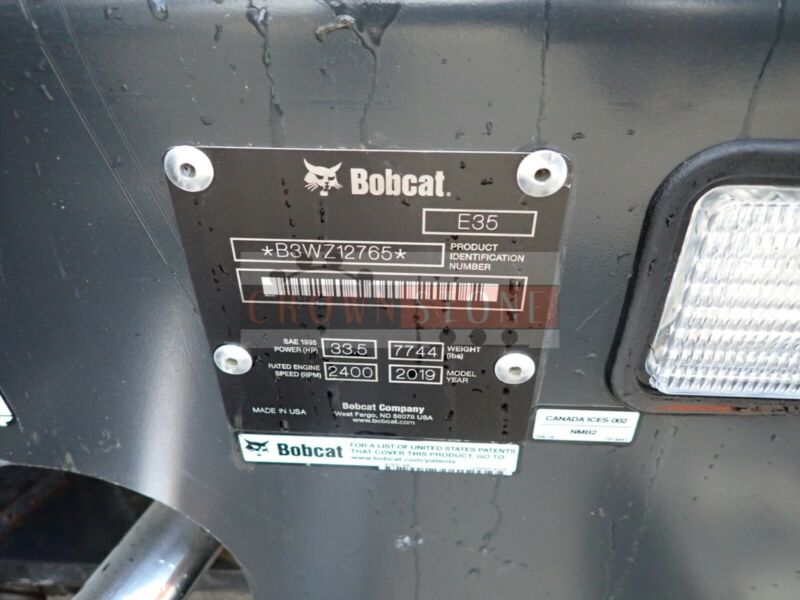 Bobcat.
E35
*B3WZ12765*
PRODUCT
IDENTIFICATION
NUMBER
CROWNSTONE
SAE 1995
POWER (HP)
33.5
7744
WEIGHT
(lbs)
RATED ENGINE
SPEED (RPM)
2400
2019
MODEL
YEAR
MADE IN USA
Bobcat Company
West Fargo, ND 58078 USA
www.bobcat.com
Bobcat
FOR A LIST OF UNITED STATES PATENTS
THAT COVER THIS PRODUCT, GO TO
www.bobcat.com/patents
CANADA ICES-002
NMB2